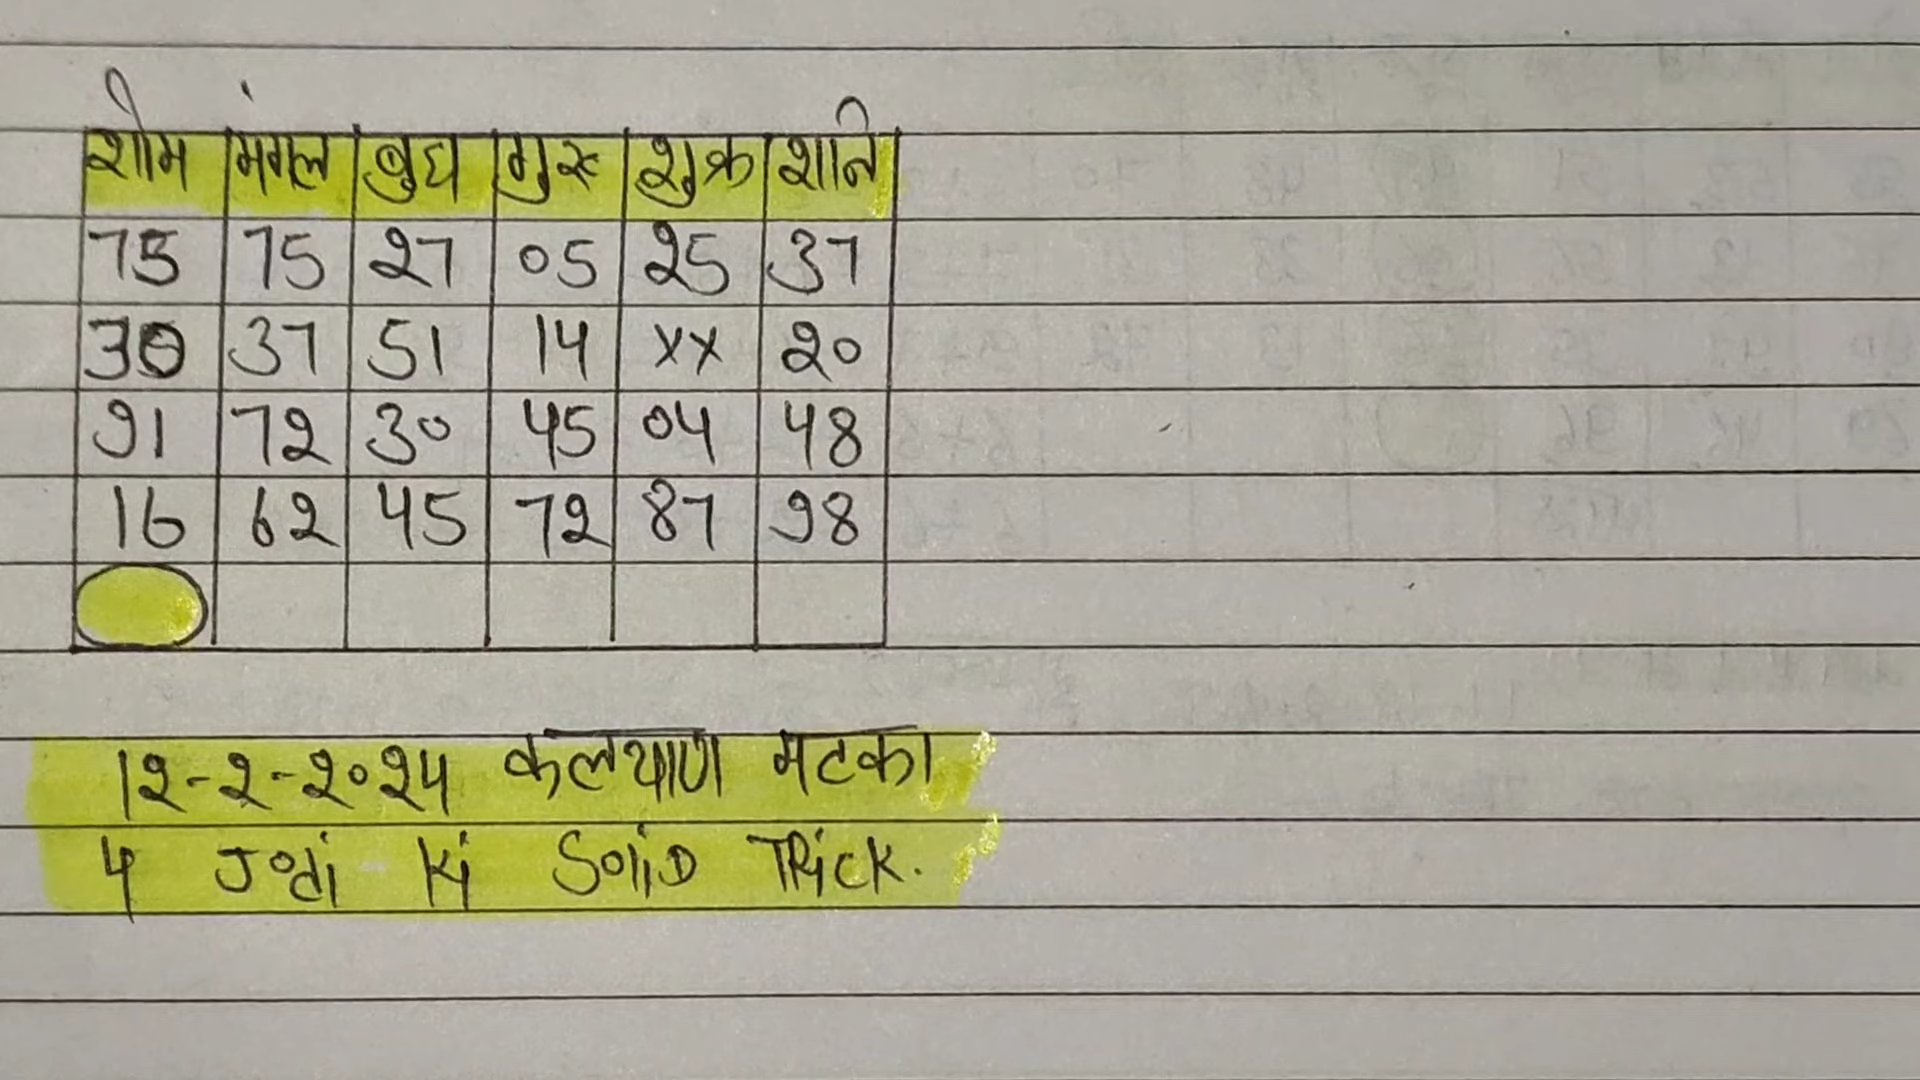 शोम मंगल बुध गुरू शुक्र शनि
75 75 27 05 25 37
30 37 51 14 xx 20
91 72 30 45 04 48
16 62 45 72 87 98
12-2-2024 कल्याण मटका
4 Jodi Ki Solid Trick.